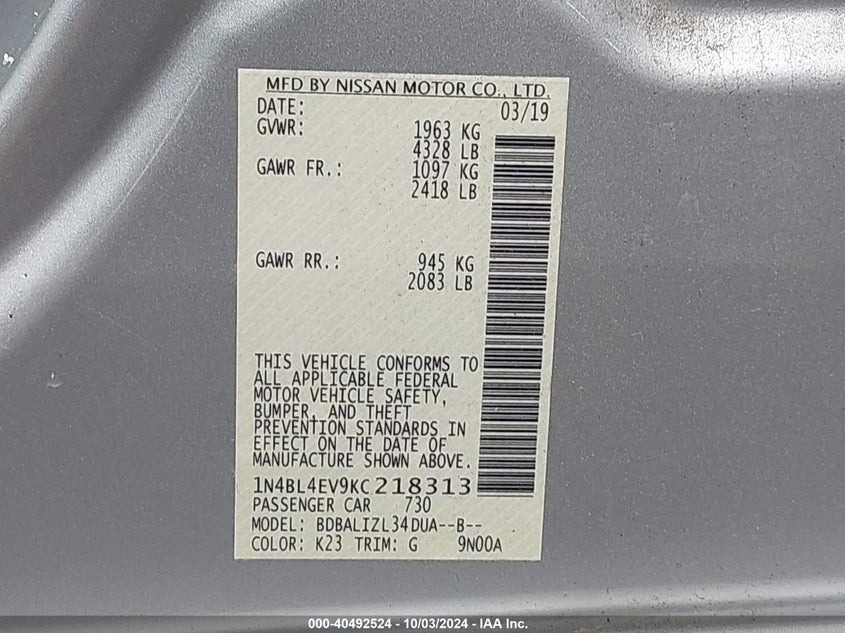 MFD BY NISSAN MOTOR CO., LTD.
DATE: 03/19
GVWR: 1963 KG
4328 LB
GAWR FR.: 1097 KG
2418 LB
GAWR RR.: 945 KG
2083 LB
THIS VEHICLE CONFORMS TO
ALL APPLICABLE FEDERAL
MOTOR VEHICLE SAFETY,
BUMPER, AND THEFT
PREVENTION STANDARDS IN
EFFECT ON THE DATE OF
MANUFACTURE SHOWN ABOVE.
1N4BL4EV9KC218313
PASSENGER CAR 730
MODEL: BDBALIZL34DUA--B--
COLOR: K23 TRIM: G 9N00A
000-40492524 - 10/03/2024 - IAA Inc.